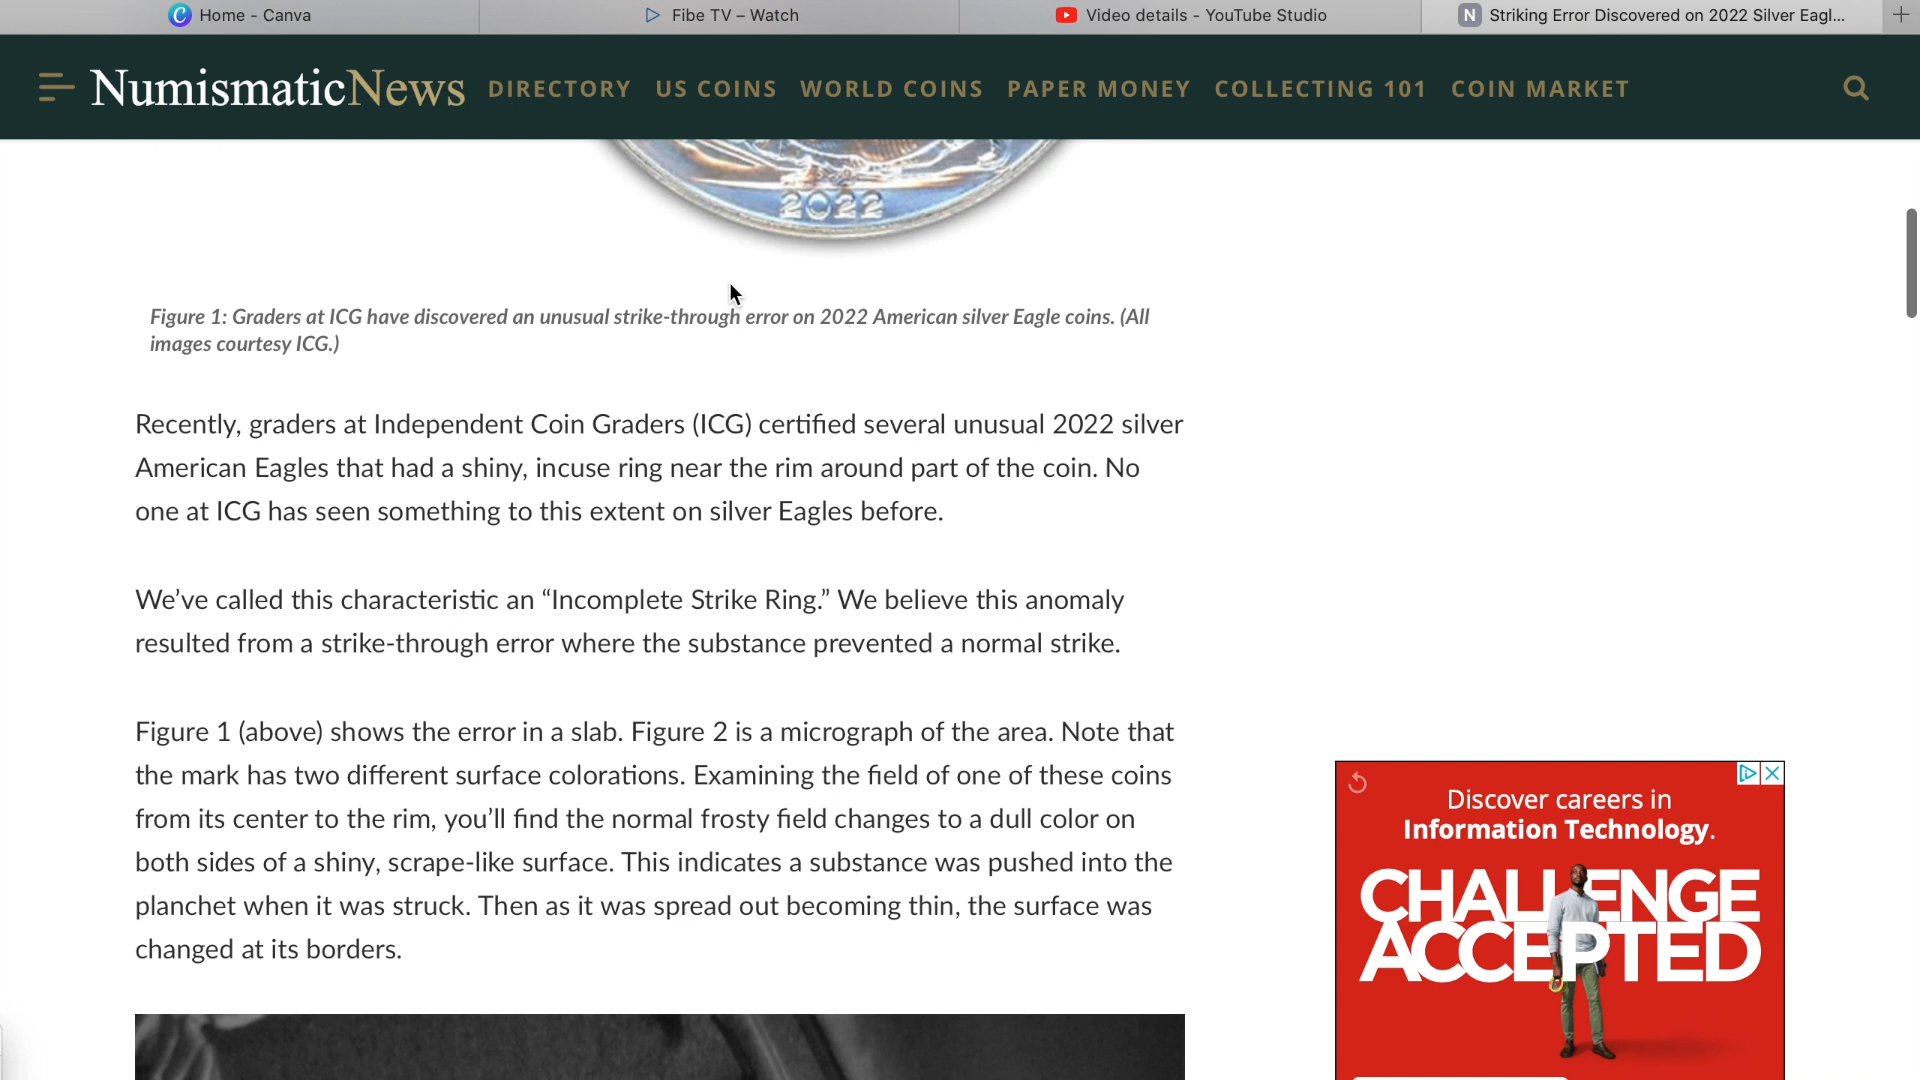 Home - Canva
Fibe TV – Watch
Video details - YouTube Studio
N Striking Error Discovered on 2022 Silver Eagl...
NumismaticNews DIRECTORY US COINS WORLD COINS PAPER MONEY COLLECTING 101 COIN MARKET
2022
Figure 1: Graders at ICG have discovered an unusual strike-through error on 2022 American silver Eagle coins. (All
images courtesy ICG.)
Recently, graders at Independent Coin Graders (ICG) certified several unusual 2022 silver
American Eagles that had a shiny, incuse ring near the rim around part of the coin. No
one at ICG has seen something to this extent on silver Eagles before.
We’ve called this characteristic an “Incomplete Strike Ring.” We believe this anomaly
resulted from a strike-through error where the substance prevented a normal strike.
Figure 1 (above) shows the error in a slab. Figure 2 is a micrograph of the area. Note that
the mark has two different surface colorations. Examining the field of one of these coins
from its center to the rim, you’ll find the normal frosty field changes to a dull color on
both sides of a shiny, scrape-like surface. This indicates a substance was pushed into the
planchet when it was struck. Then as it was spread out becoming thin, the surface was
changed at its borders.
Discover careers in
Information Technology.
CHALLENGE
ACCEPTED